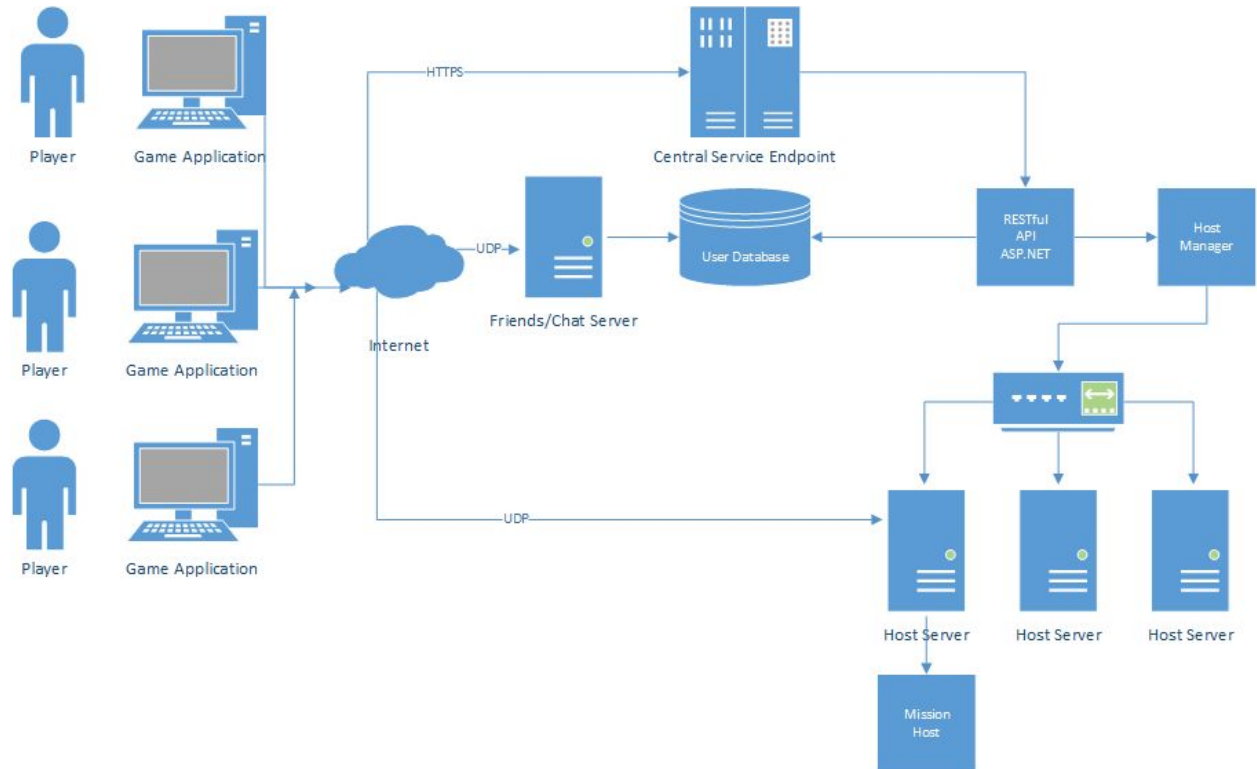 HTTPS
Player
Game Application
Central Service Endpoint
RESTful
API
ASP.NET
Host
Manager
UDP
User Database
Friends/Chat Server
Internet
Player
Game Application
UDP
Player
Game Application
Host Server
Host Server
Host Server
Mission
Host